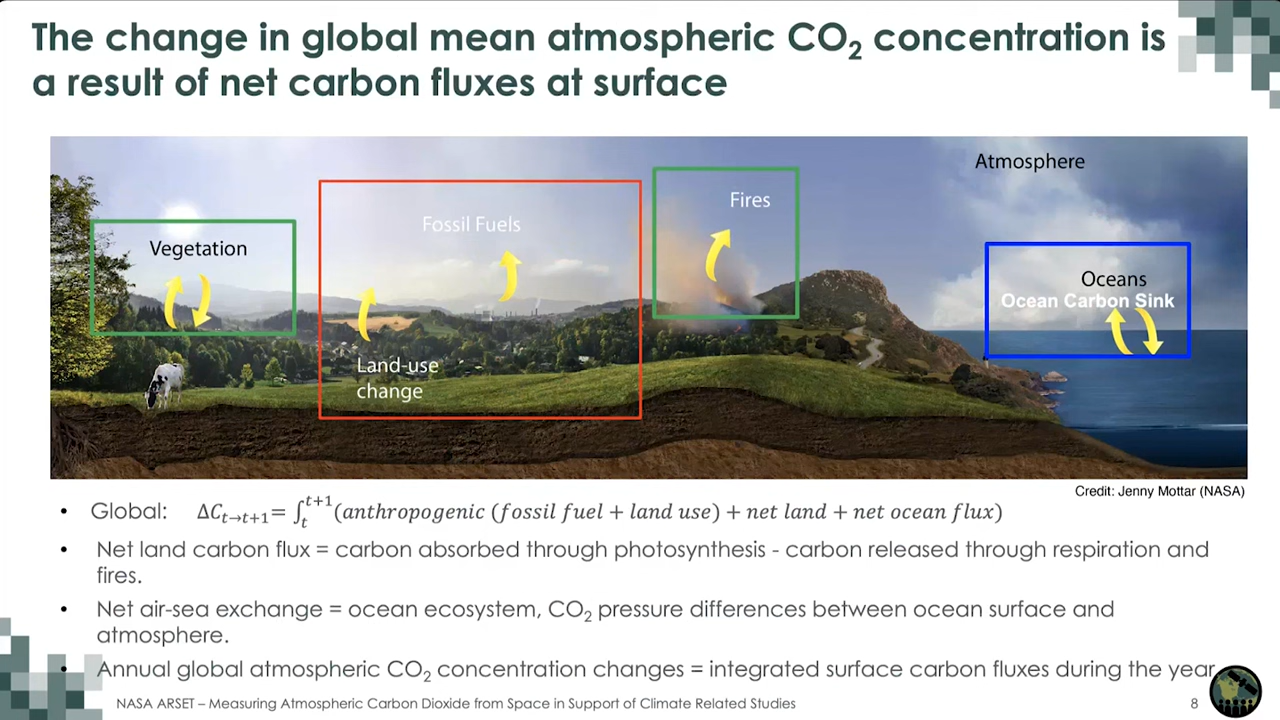 The change in global mean atmospheric CO₂ concentration is
a result of net carbon fluxes at surface
Atmosphere
Fires
Fossil Fuels
Vegetation
Oceans
Ocean Carbon Sink
Land-use
change
Credit: Jenny Mottar (NASA)
• Global: ΔC_{t→t+1}= ∫_t^{t+1}(anthropogenic (fossil fuel + land use) + net land + net ocean flux)
• Net land carbon flux = carbon absorbed through photosynthesis - carbon released through respiration and
fires.
• Net air-sea exchange = ocean ecosystem, CO₂ pressure differences between ocean surface and
atmosphere.
• Annual global atmospheric CO₂ concentration changes = integrated surface carbon fluxes during the year
NASA ARSET – Measuring Atmospheric Carbon Dioxide from Space in Support of Climate Related Studies
8